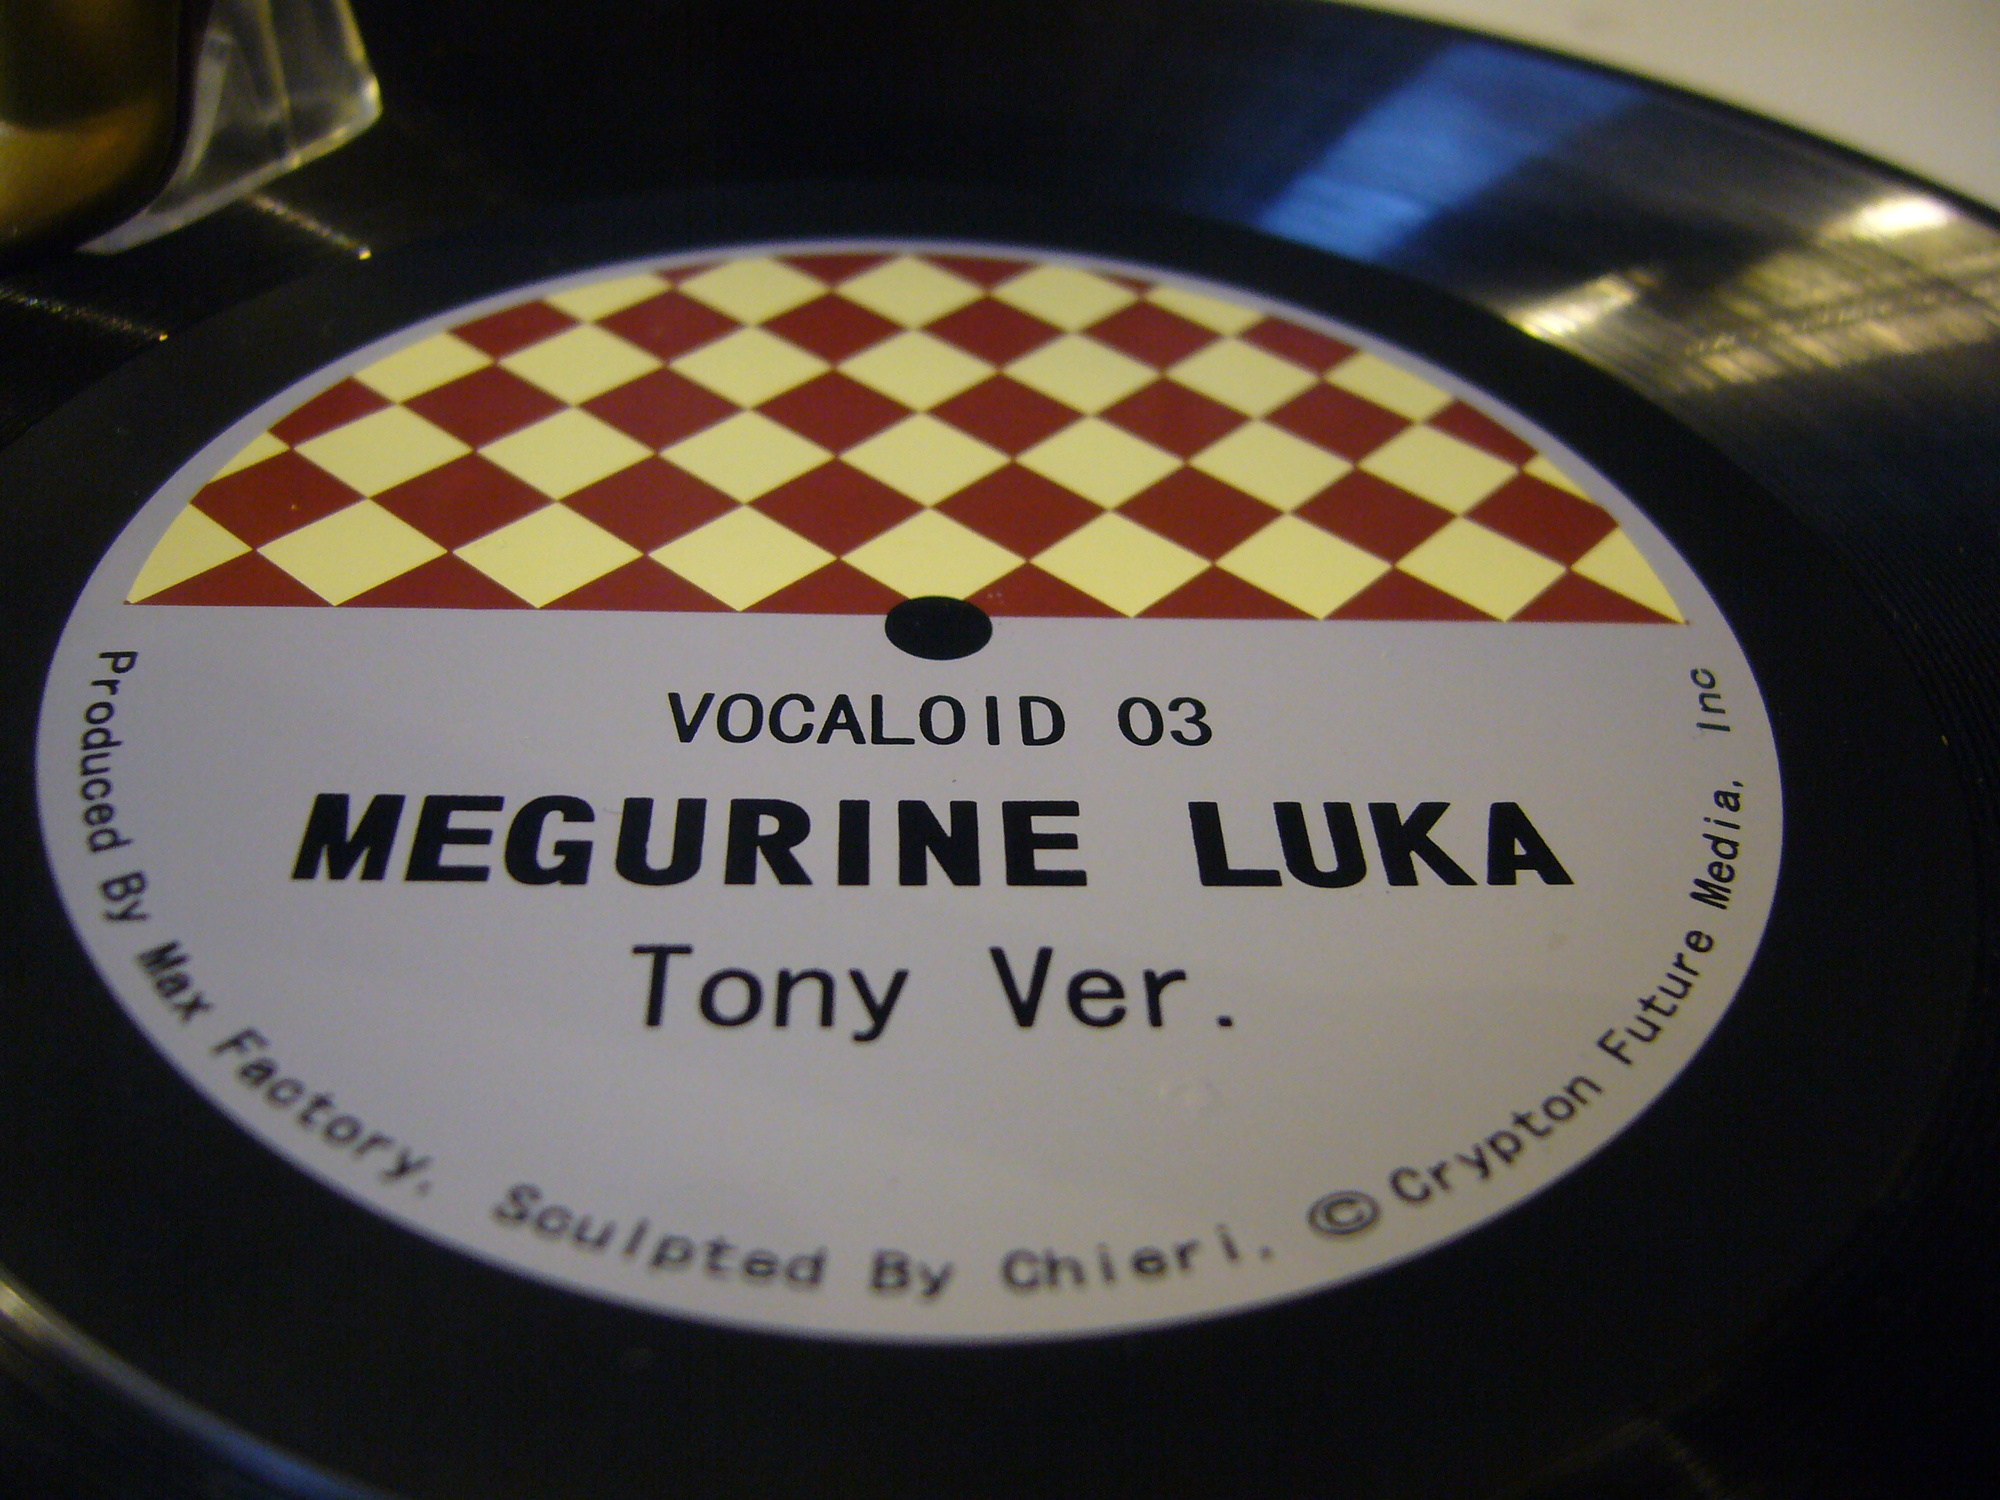 VOCALOID 03
MEGURINE LUKA
Tony Ver.
Produced By Max Factory. Sculpted By Chieri. ©Crypton Future Media, Inc